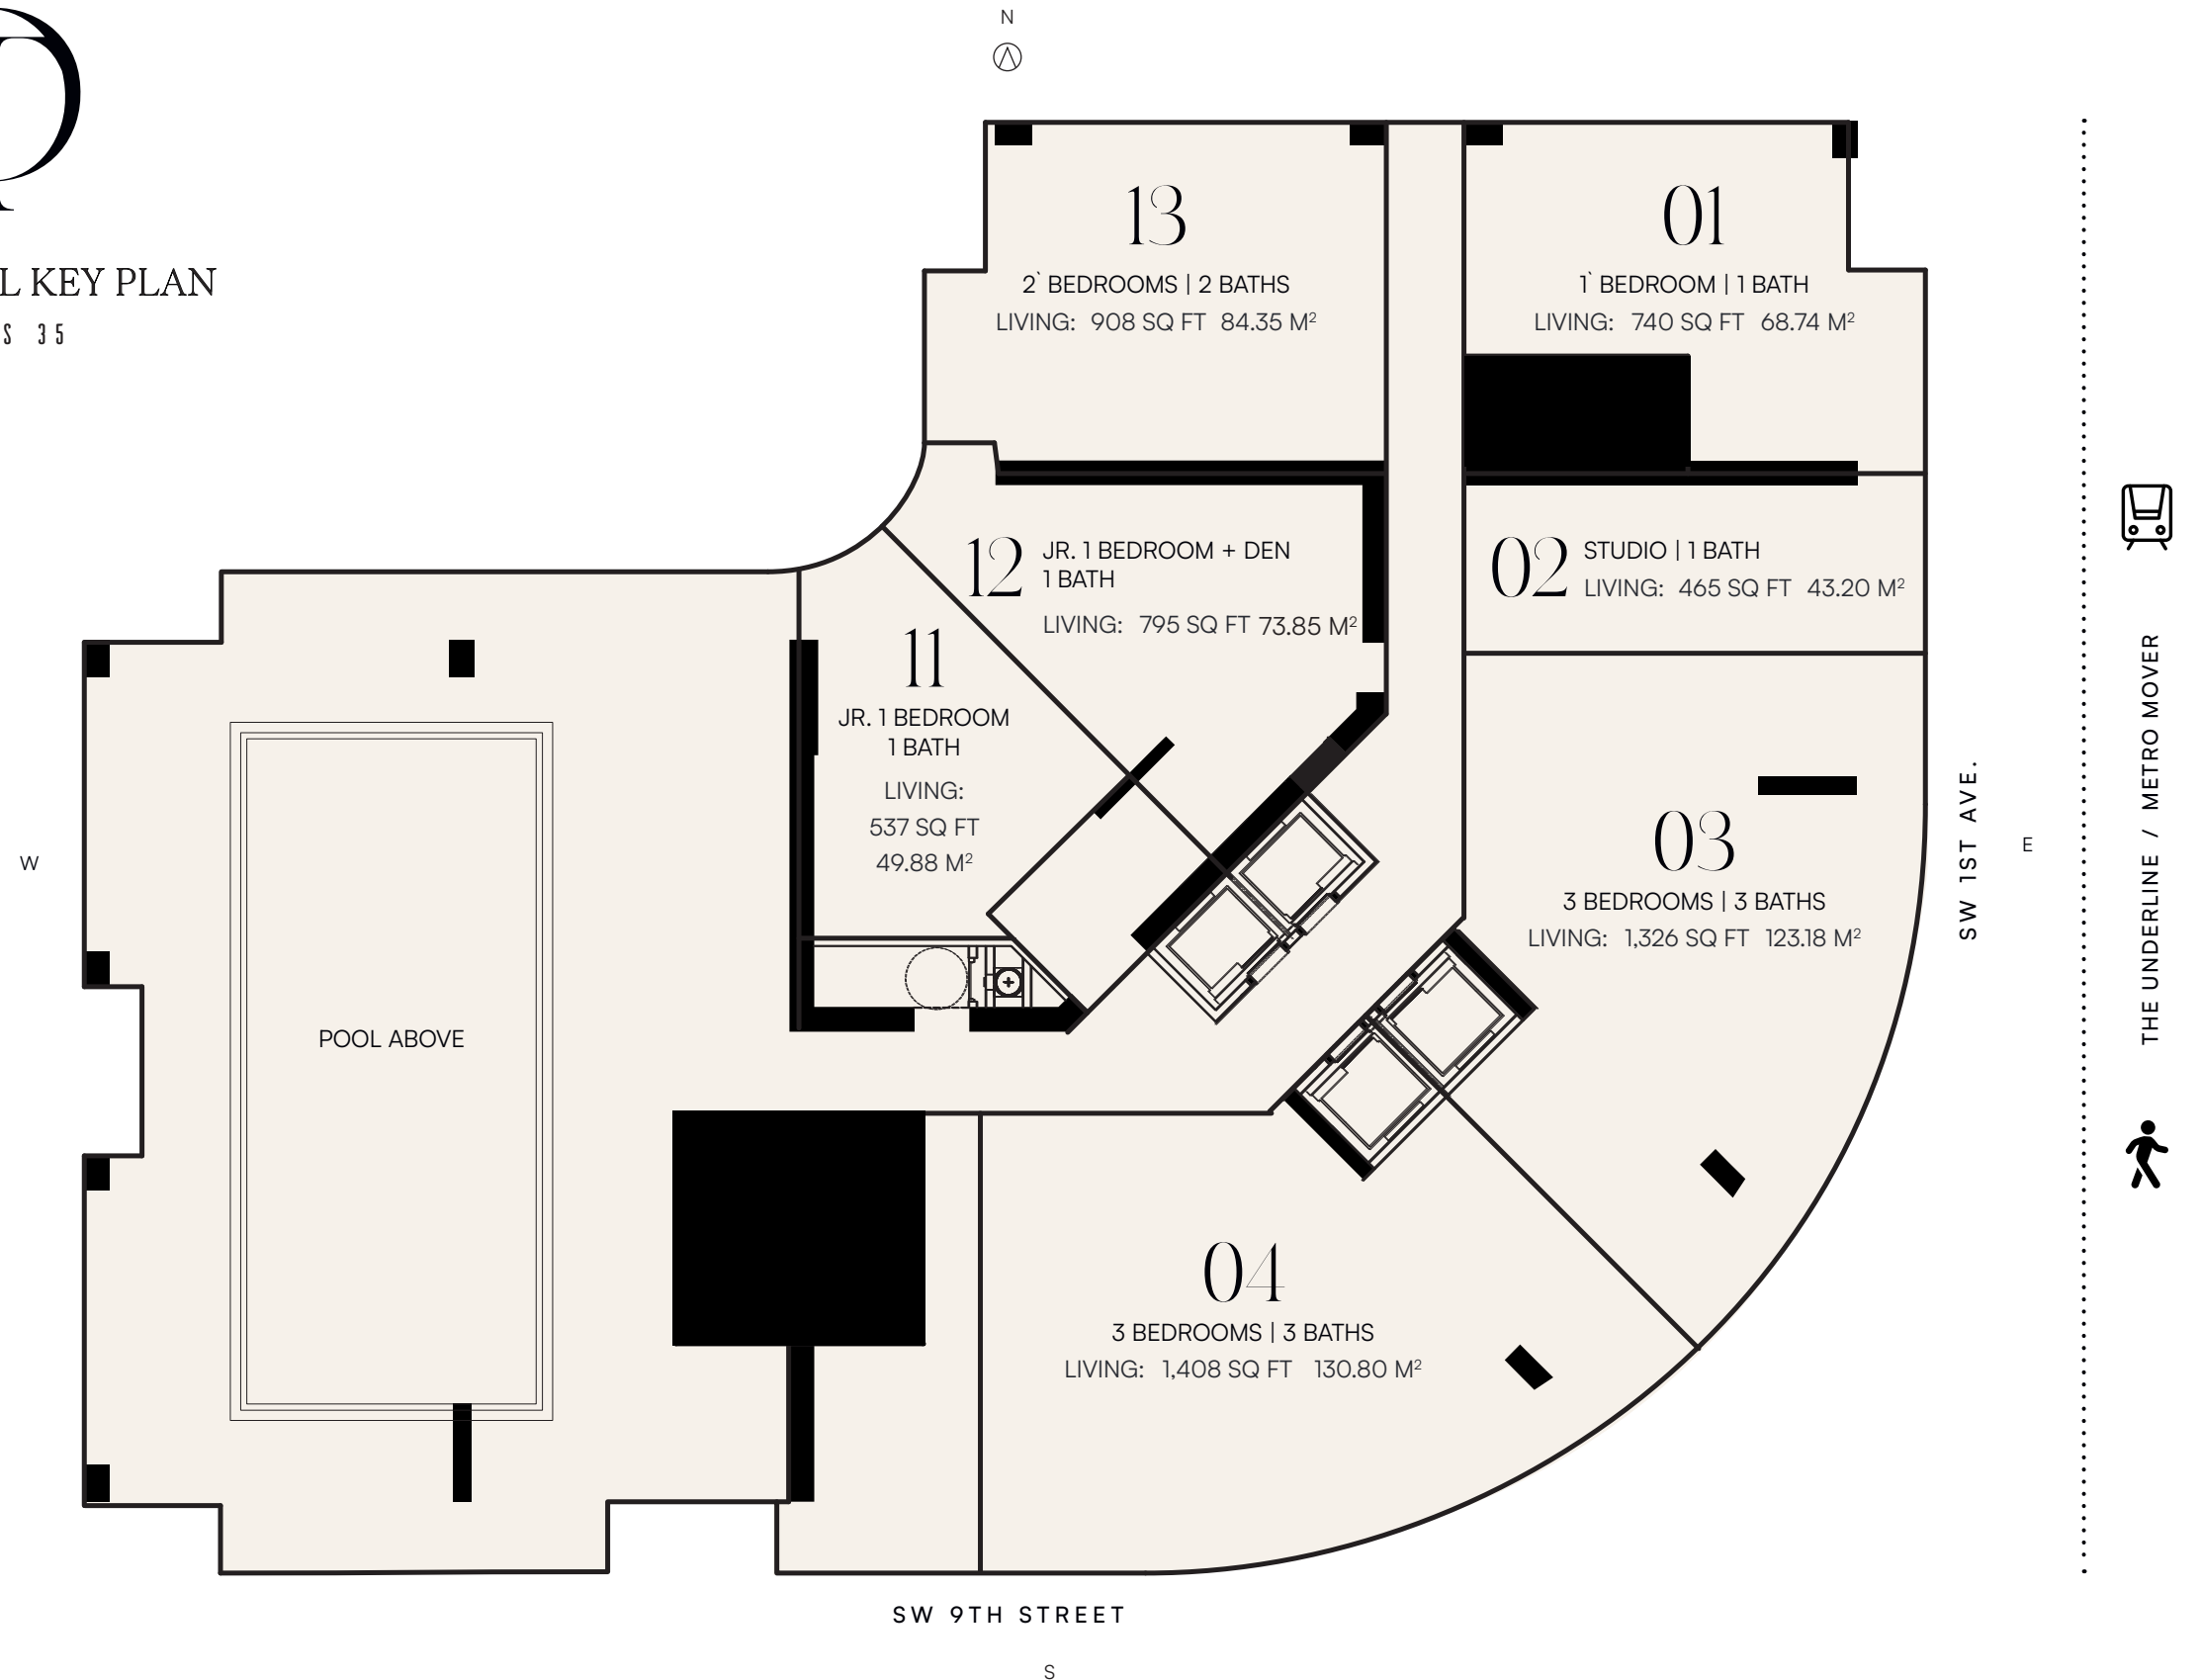 N
L KEY PLAN
S 35
13
2` BEDROOMS | 2 BATHS
LIVING: 908 SQ FT 84.35 M²
01
1` BEDROOM | 1 BATH
LIVING: 740 SQ FT 68.74 M²
12
JR. 1 BEDROOM + DEN
1 BATH
LIVING: 795 SQ FT 73.85 M²
02
STUDIO | 1 BATH
LIVING: 465 SQ FT 43.20 M²
11
JR. 1 BEDROOM
1 BATH
LIVING:
537 SQ FT
49.88 M²
03
3 BEDROOMS | 3 BATHS
LIVING: 1,326 SQ FT 123.18 M²
W
E
SW 1ST AVE.
THE UNDERLINE / METRO MOVER
POOL ABOVE
04
3 BEDROOMS | 3 BATHS
LIVING: 1,408 SQ FT 130.80 M²
SW 9TH STREET
S